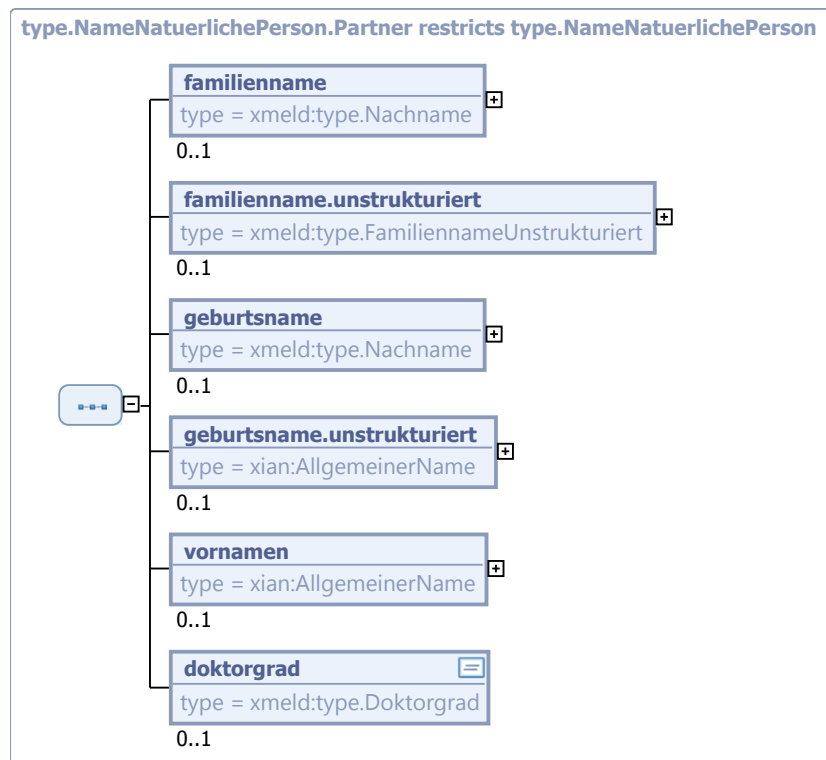 type.NameNatuerlichePerson.Partner restricts type.NameNatuerlichePerson
familienname
type = xmeld:type.Nachname
0..1
familienname.unstrukturiert
type = xmeld:type.FamiliennameUnstrukturiert
0..1
geburtsname
type = xmeld:type.Nachname
0..1
geburtsname.unstrukturiert
type = xian:AllgemeinerName
0..1
vornamen
type = xian:AllgemeinerName
0..1
doktorgrad
type = xmeld:type.Doktorgrad
0..1